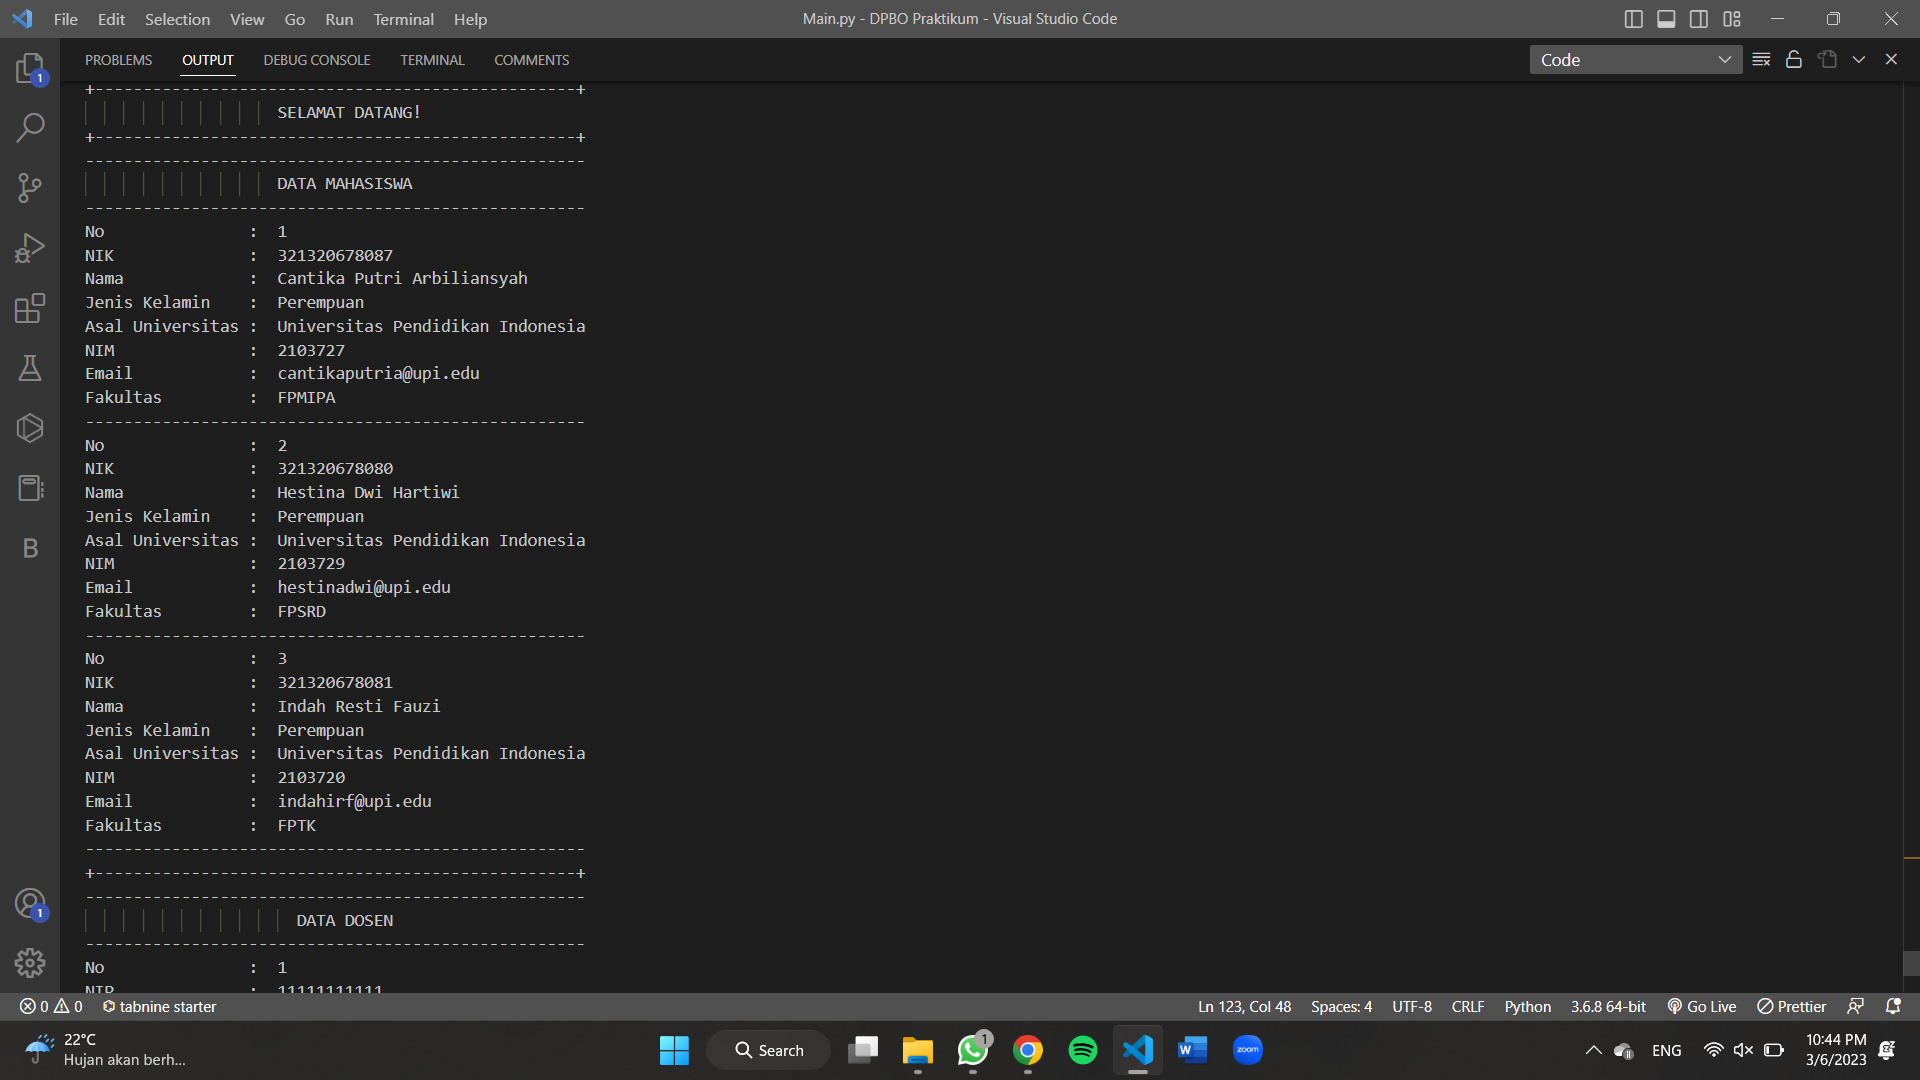 File Edit Selection View Go Run Terminal Help
Main.py - DPBO Praktikum - Visual Studio Code
PROBLEMS OUTPUT DEBUG CONSOLE TERMINAL COMMENTS
Code
1
+--------------------------------------------------+
SELAMAT DATANG!
+--------------------------------------------------+
----------------------------------------------------
DATA MAHASISWA
----------------------------------------------------
No : 1
NIK : 321320678087
Nama : Cantika Putri Arbiliansyah
Jenis Kelamin : Perempuan
Asal Universitas : Universitas Pendidikan Indonesia
NIM : 2103727
Email : cantikaputria@upi.edu
Fakultas : FPMIPA
----------------------------------------------------
No : 2
NIK : 321320678080
Nama : Hestina Dwi Hartiwi
Jenis Kelamin : Perempuan
Asal Universitas : Universitas Pendidikan Indonesia
NIM : 2103729
Email : hestinadwi@upi.edu
Fakultas : FPSRD
----------------------------------------------------
No : 3
NIK : 321320678081
Nama : Indah Resti Fauzi
Jenis Kelamin : Perempuan
Asal Universitas : Universitas Pendidikan Indonesia
NIM : 2103720
Email : indahirf@upi.edu
Fakultas : FPTK
----------------------------------------------------
+--------------------------------------------------+
----------------------------------------------------
DATA DOSEN
----------------------------------------------------
No : 1
NIP : 11111111111
B
1
0 0 tabnine starter
Ln 123, Col 48 Spaces: 4 UTF-8 CRLF Python 3.6.8 64-bit Go Live Prettier
22°C
Hujan akan berh...
Search
1
W
zoom
ENG
10:44 PM
3/6/2023